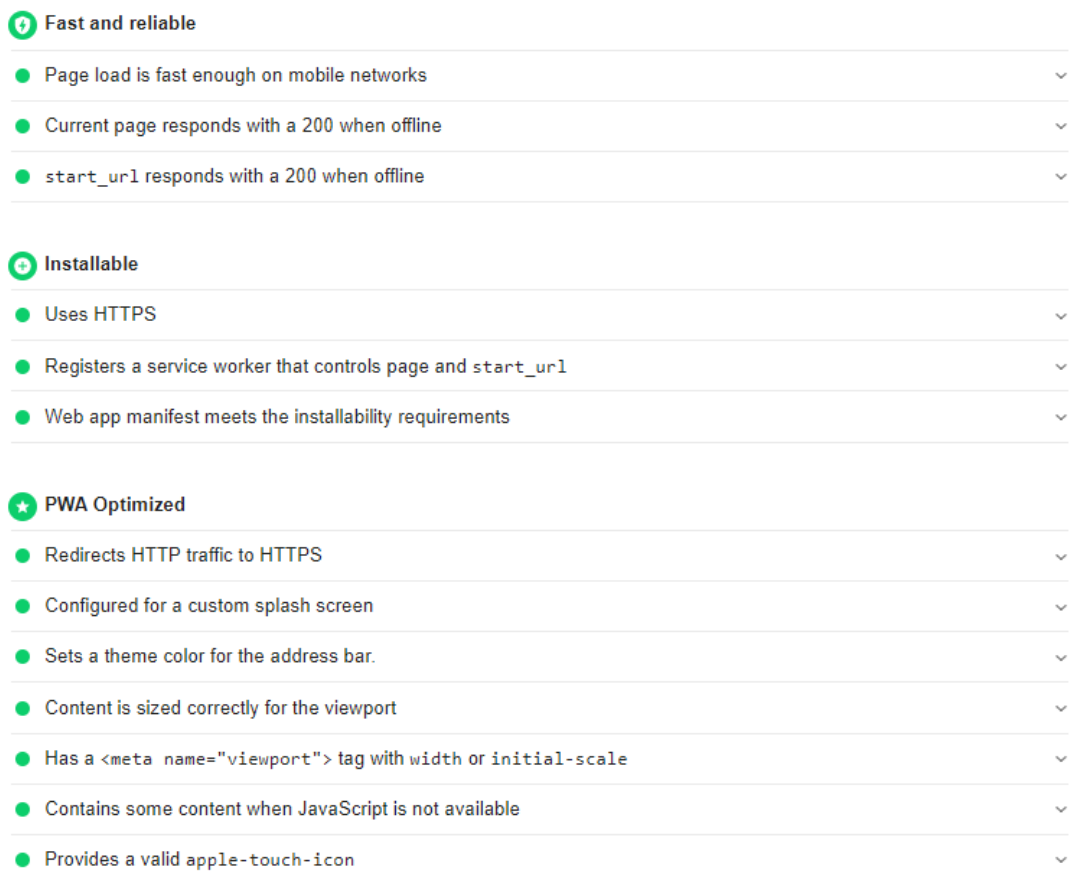 Fast and reliable
Page load is fast enough on mobile networks
Current page responds with a 200 when offline
start_url responds with a 200 when offline
Installable
Uses HTTPS
Registers a service worker that controls page and start_url
Web app manifest meets the installability requirements
PWA Optimized
Redirects HTTP traffic to HTTPS
Configured for a custom splash screen
Sets a theme color for the address bar.
Content is sized correctly for the viewport
Has a <meta name="viewport"> tag with width or initial-scale
Contains some content when JavaScript is not available
Provides a valid apple-touch-icon